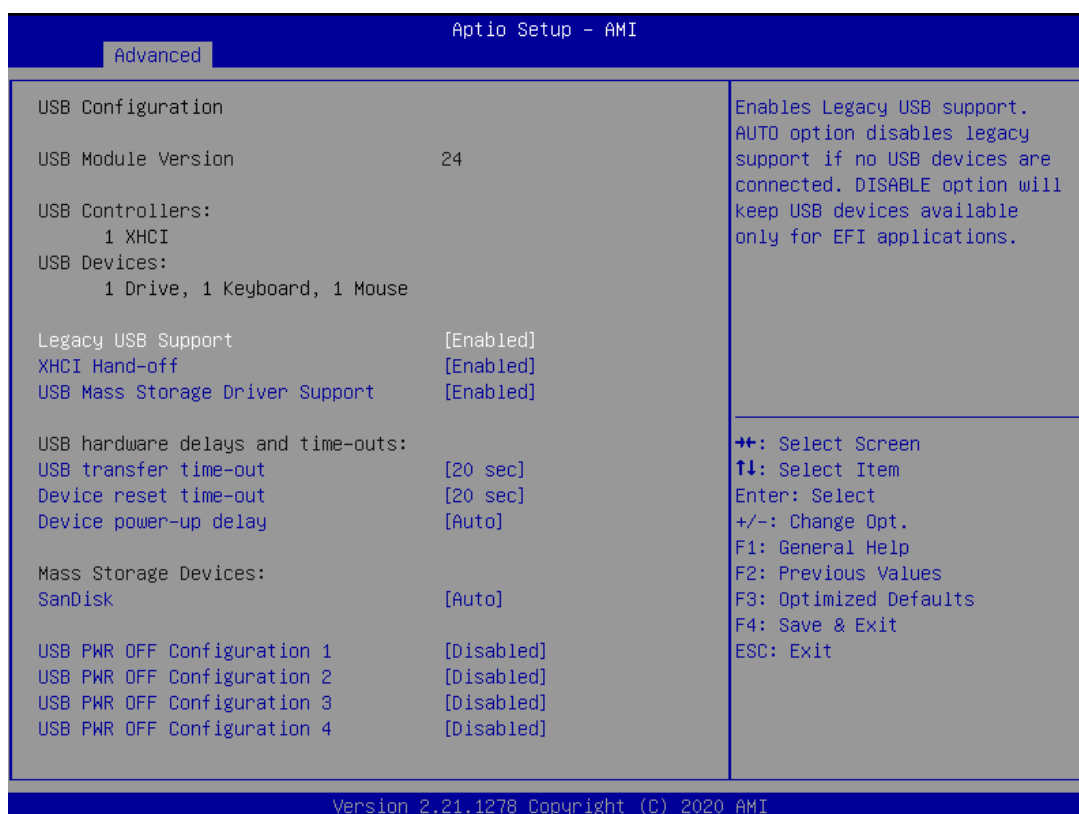 Aptio Setup – AMI
Advanced
USB Configuration
USB Module Version 24
USB Controllers:
1 XHCI
USB Devices:
1 Drive, 1 Keyboard, 1 Mouse
Legacy USB Support [Enabled]
XHCI Hand-off [Enabled]
USB Mass Storage Driver Support [Enabled]
USB hardware delays and time-outs:
USB transfer time-out [20 sec]
Device reset time-out [20 sec]
Device power-up delay [Auto]
Mass Storage Devices:
SanDisk [Auto]
USB PWR OFF Configuration 1 [Disabled]
USB PWR OFF Configuration 2 [Disabled]
USB PWR OFF Configuration 3 [Disabled]
USB PWR OFF Configuration 4 [Disabled]
Enables Legacy USB support.
AUTO option disables legacy
support if no USB devices are
connected. DISABLE option will
keep USB devices available
only for EFI applications.
→←: Select Screen
↑↓: Select Item
Enter: Select
+/-: Change Opt.
F1: General Help
F2: Previous Values
F3: Optimized Defaults
F4: Save & Exit
ESC: Exit
Version 2.21.1278 Copyright (C) 2020 AMI